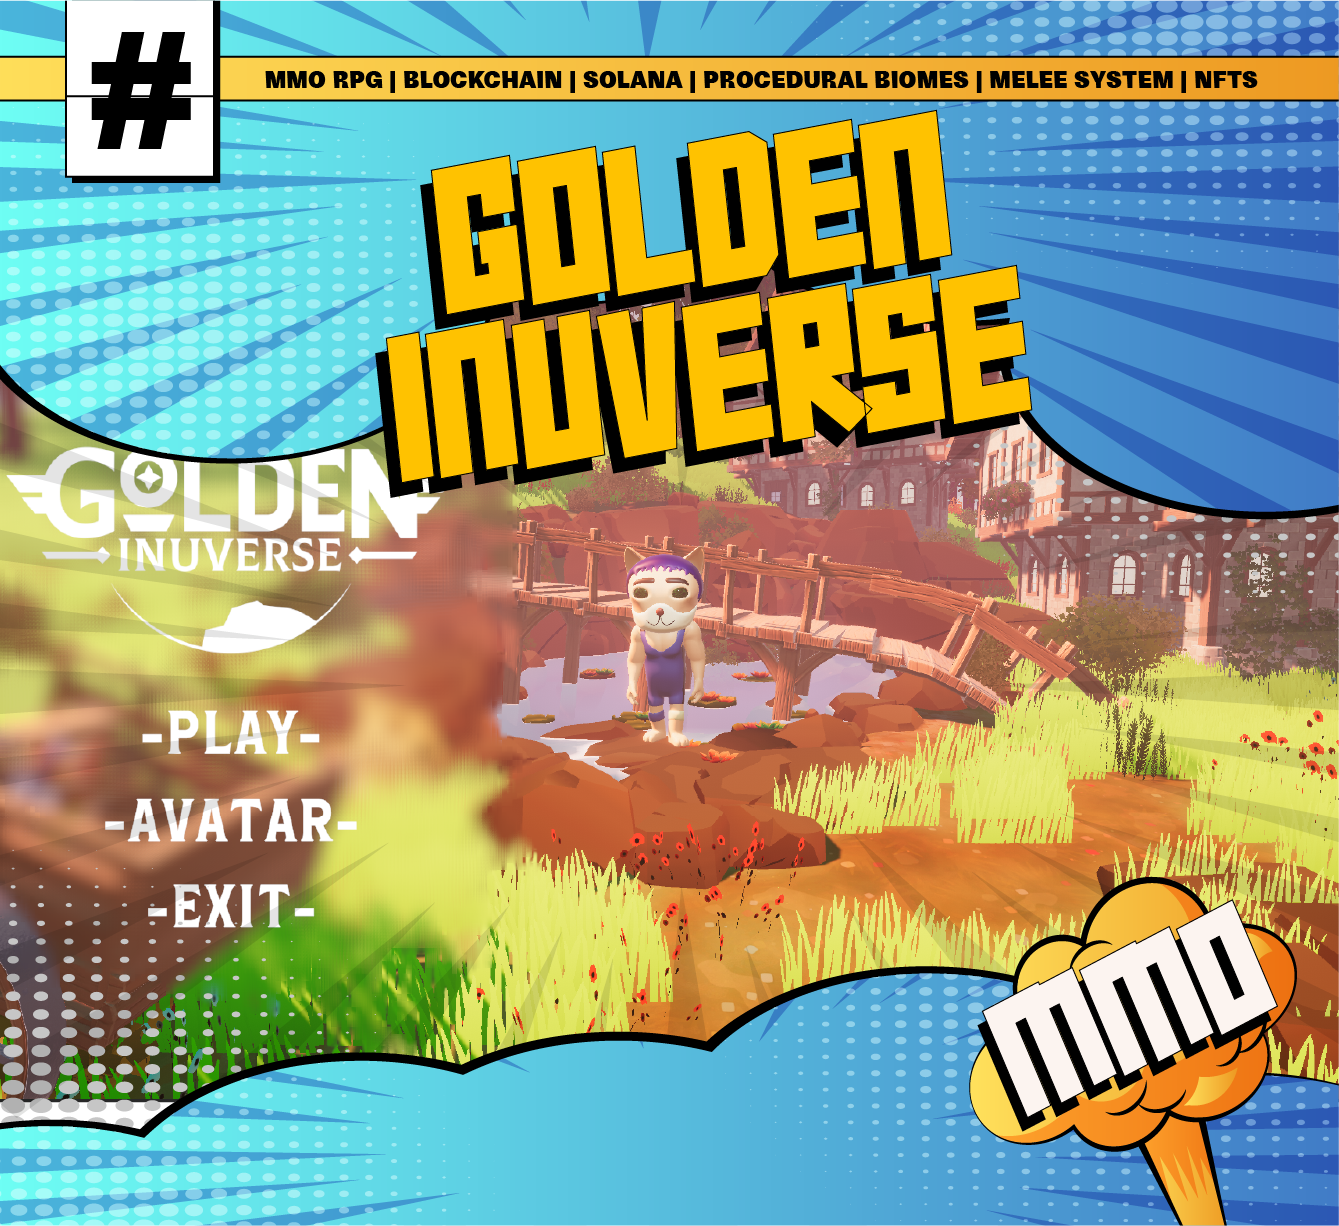 #
MMO RPG | BLOCKCHAIN | SOLANA | PROCEDURAL BIOMES | MELEE SYSTEM | NFTS
GOLDEN
INUVERSE
GOLDEN
INUVERSE
-PLAY-
-AVATAR-
-EXIT-
MMO